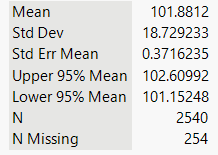 Mean 101.8812
Std Dev 18.729233
Std Err Mean 0.3716235
Upper 95% Mean 102.60992
Lower 95% Mean 101.15248
N 2540
N Missing 254